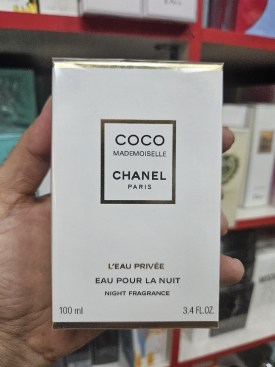 COCO
MADEMOISELLE
CHANEL
PARIS
L'EAU PRIVÉE
EAU POUR LA NUIT
NIGHT FRAGRANCE
100 ml 3.4 FL.OZ.